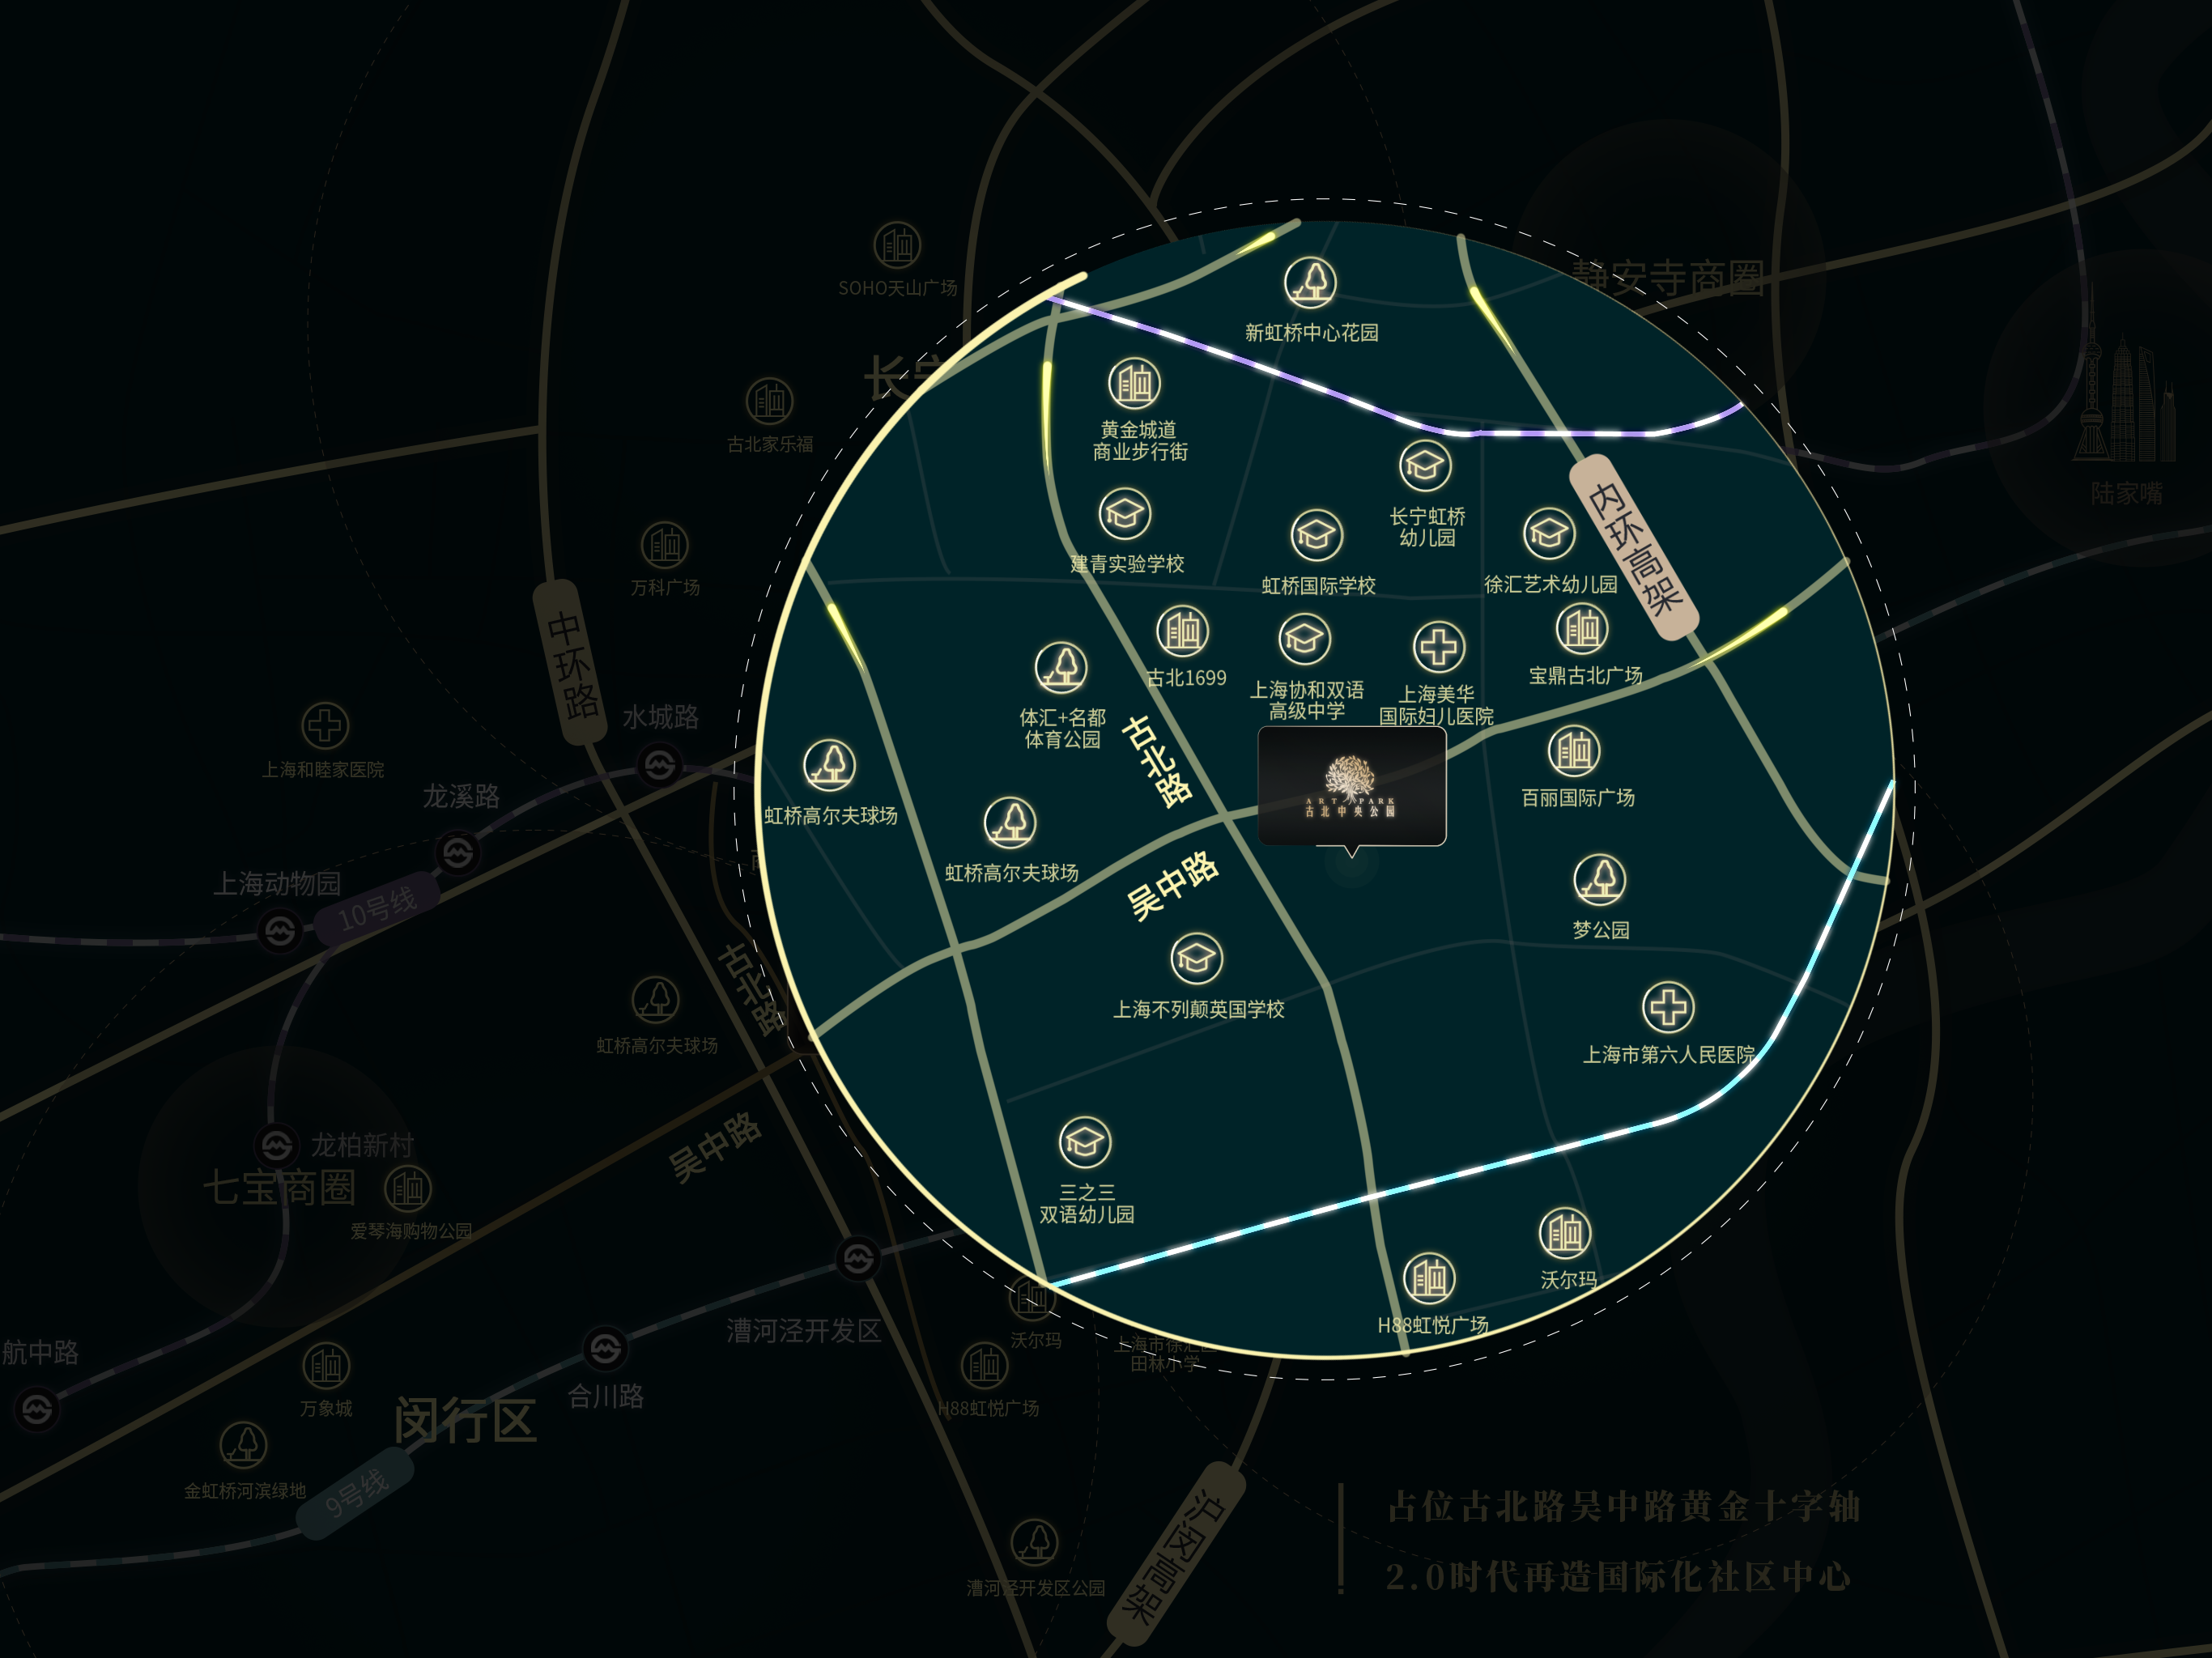 SOHO天山广场
静安寺商圈
新虹桥中心花园
长宁
古北家乐福
黄金城道
商业步行街
陆家嘴
长宁虹桥
幼儿园
内环高架
建青实验学校
虹桥国际学校
徐汇艺术幼儿园
万科广场
中环路
古北1699
宝鼎古北广场
上海协和双语
高级中学
上海美华
国际妇儿医院
体汇+名都
体育公园
水城路
上海和睦家医院
龙溪路
古北路
ART PARK
古北中央公园
百丽国际广场
虹桥高尔夫球场
虹桥高尔夫球场
上海动物园
10号线
吴中路
梦公园
古北路
上海不列颠英国学校
虹桥高尔夫球场
上海市第六人民医院
龙柏新村
吴中路
七宝商圈
爱琴海购物公园
三之三
双语幼儿园
沃尔玛
H88虹悦广场
漕河泾开发区
沃尔玛
上海市徐汇区
田林小学
航中路
合川路
万象城
H88虹悦广场
闵行区
金虹桥河滨绿地
9号线
沪闵高架
漕河泾开发区公园
占位古北路吴中路黄金十字轴
2.0时代再造国际化社区中心